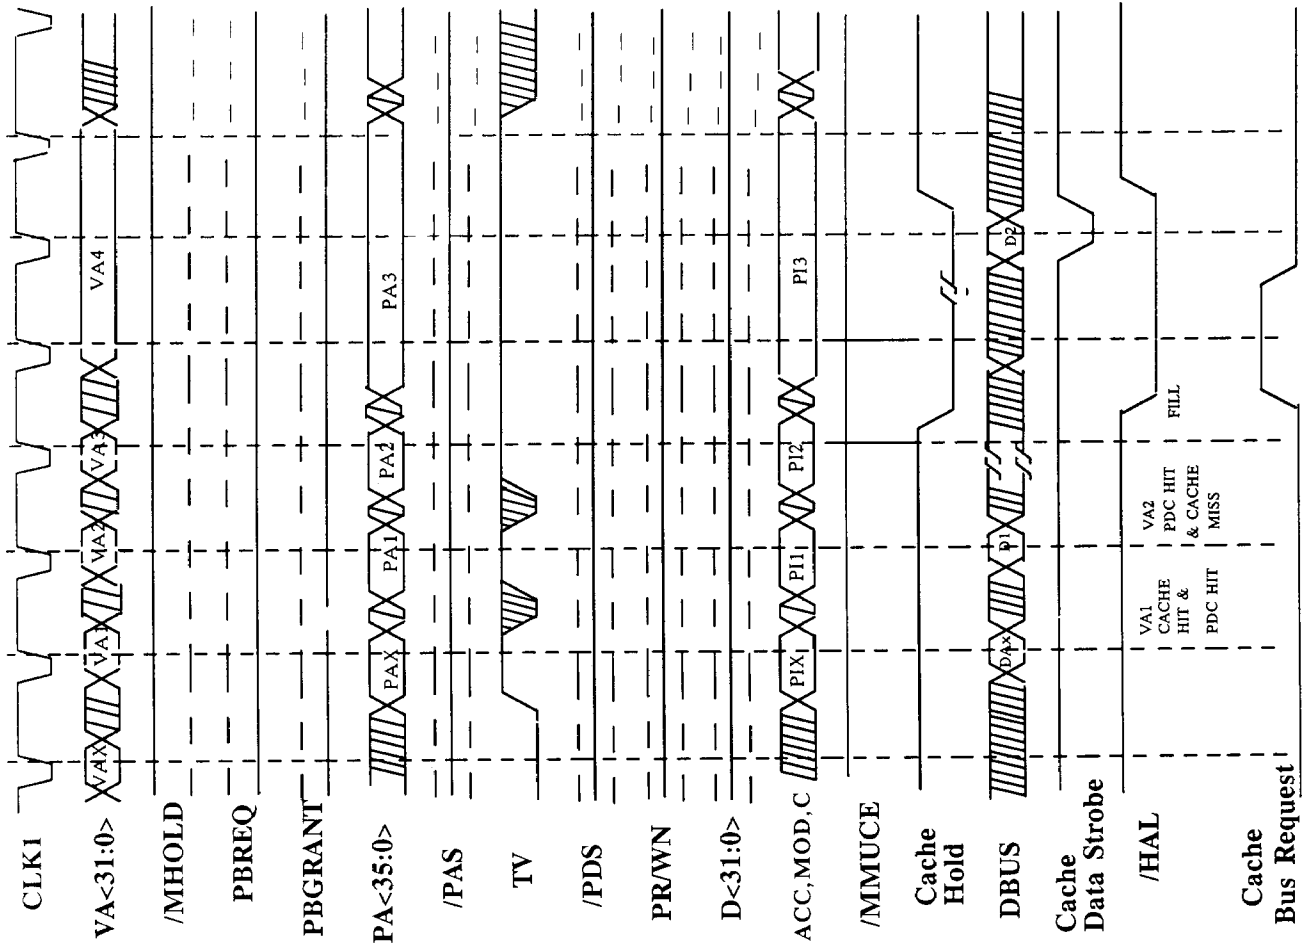 CLK1
VA<31:0>
VAX
VA1
VA2
VA3
VA4
/MHOLD
PBREQ
PBGRANT
PA<35:0>
PAX
PA1
PA2
PA3
/PAS
TV
/PDS
PR/WN
D<31:0>
ACC,MOD,C
PIX
PI1
PI2
PI3
/MMUCE
Cache
Hold
DBUS
DAX
D1
D2
Cache
Data Strobe
/HAL
VA1
CACHE
HIT &
PDC HIT
VA2
PDC HIT
& CACHE
MISS
FILL
Cache
Bus Request